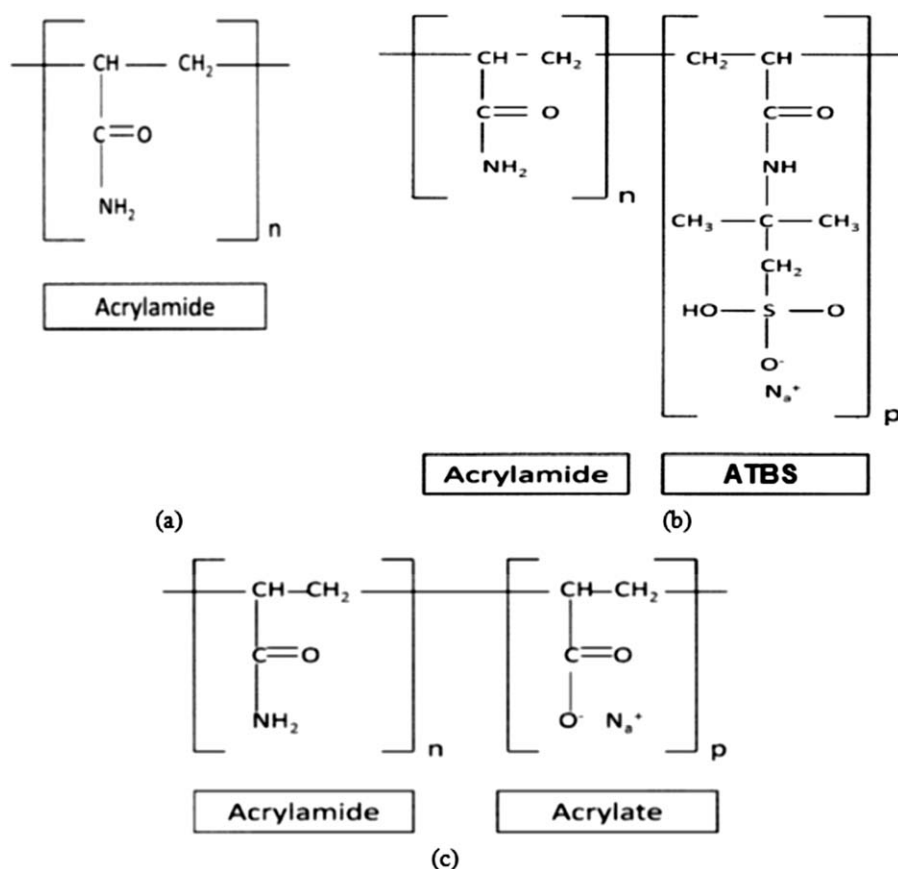 CH — CH₂
C=O
NH₂
n
Acrylamide
(a)
CH CH₂
C= O
NH₂
n
Acrylamide
CH₂ — CH
C=O
NH
CH₃ —C— CH₃
CH₂
HO— S —O
O⁻
Nₐ⁺
p
ATBS
(b)
CH—CH₂
C=O
NH₂
n
Acrylamide
CH—CH₂
C=O
O⁻ Nₐ⁺
p
Acrylate
(c)